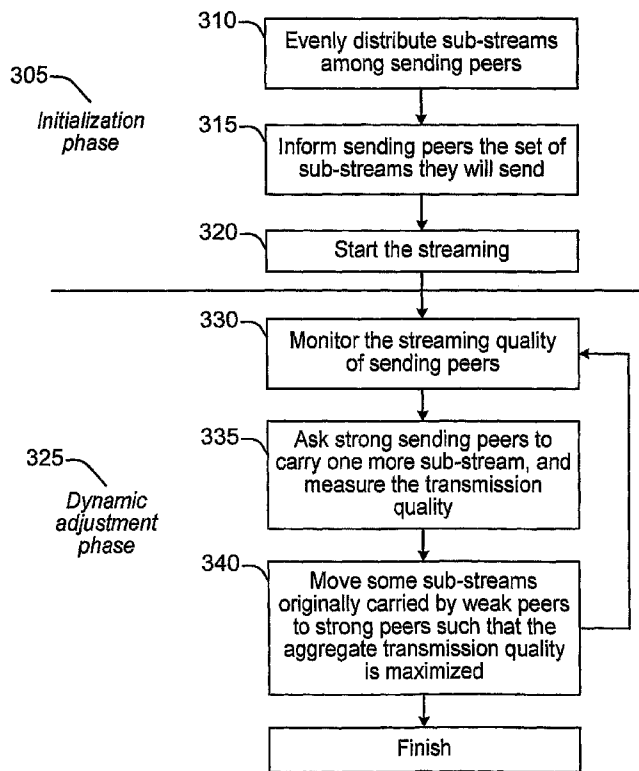 310
Evenly distribute sub-streams
among sending peers
305
Initialization
phase
315
Inform sending peers the set of
sub-streams they will send
320
Start the streaming
330
Monitor the streaming quality
of sending peers
335
Ask strong sending peers to
carry one more sub-stream, and
measure the transmission
quality
325
Dynamic
adjustment
phase
340
Move some sub-streams
originally carried by weak peers
to strong peers such that the
aggregate transmission quality
is maximized
Finish